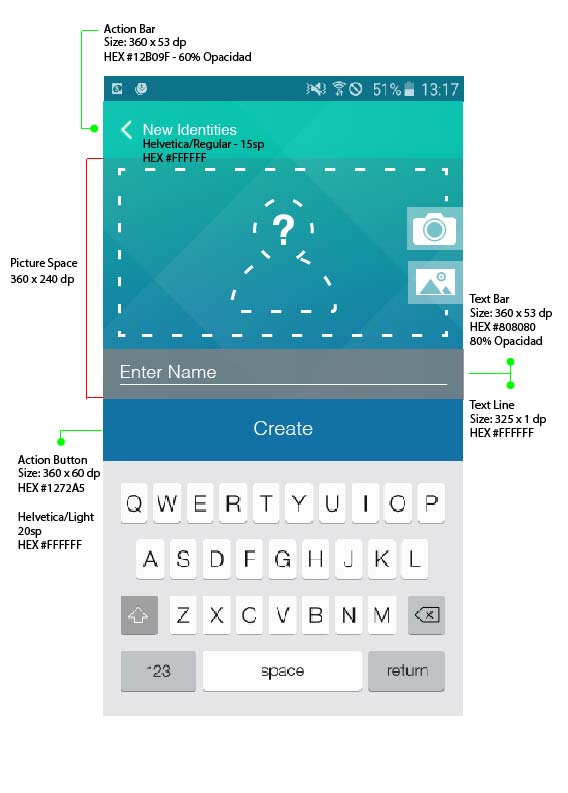 Action Bar
Size: 360 x 53 dp
HEX #12B09F - 60% Opacidad
51% 13:17
New Identities
Helvetica/Regular - 15sp
HEX #FFFFFF
?
Picture Space
360 x 240 dp
Text Bar
Size: 360 x 53 dp
HEX #808080
80% Opacidad
Enter Name
Text Line
Size: 325 x 1 dp
HEX #FFFFFF
Create
Action Button
Size: 360 x 60 dp
HEX #1272A5
Helvetica/Light
20sp
HEX #FFFFFF
Q W E R T Y U I O P
A S D F G H J K L
Z X C V B N M
123 space return